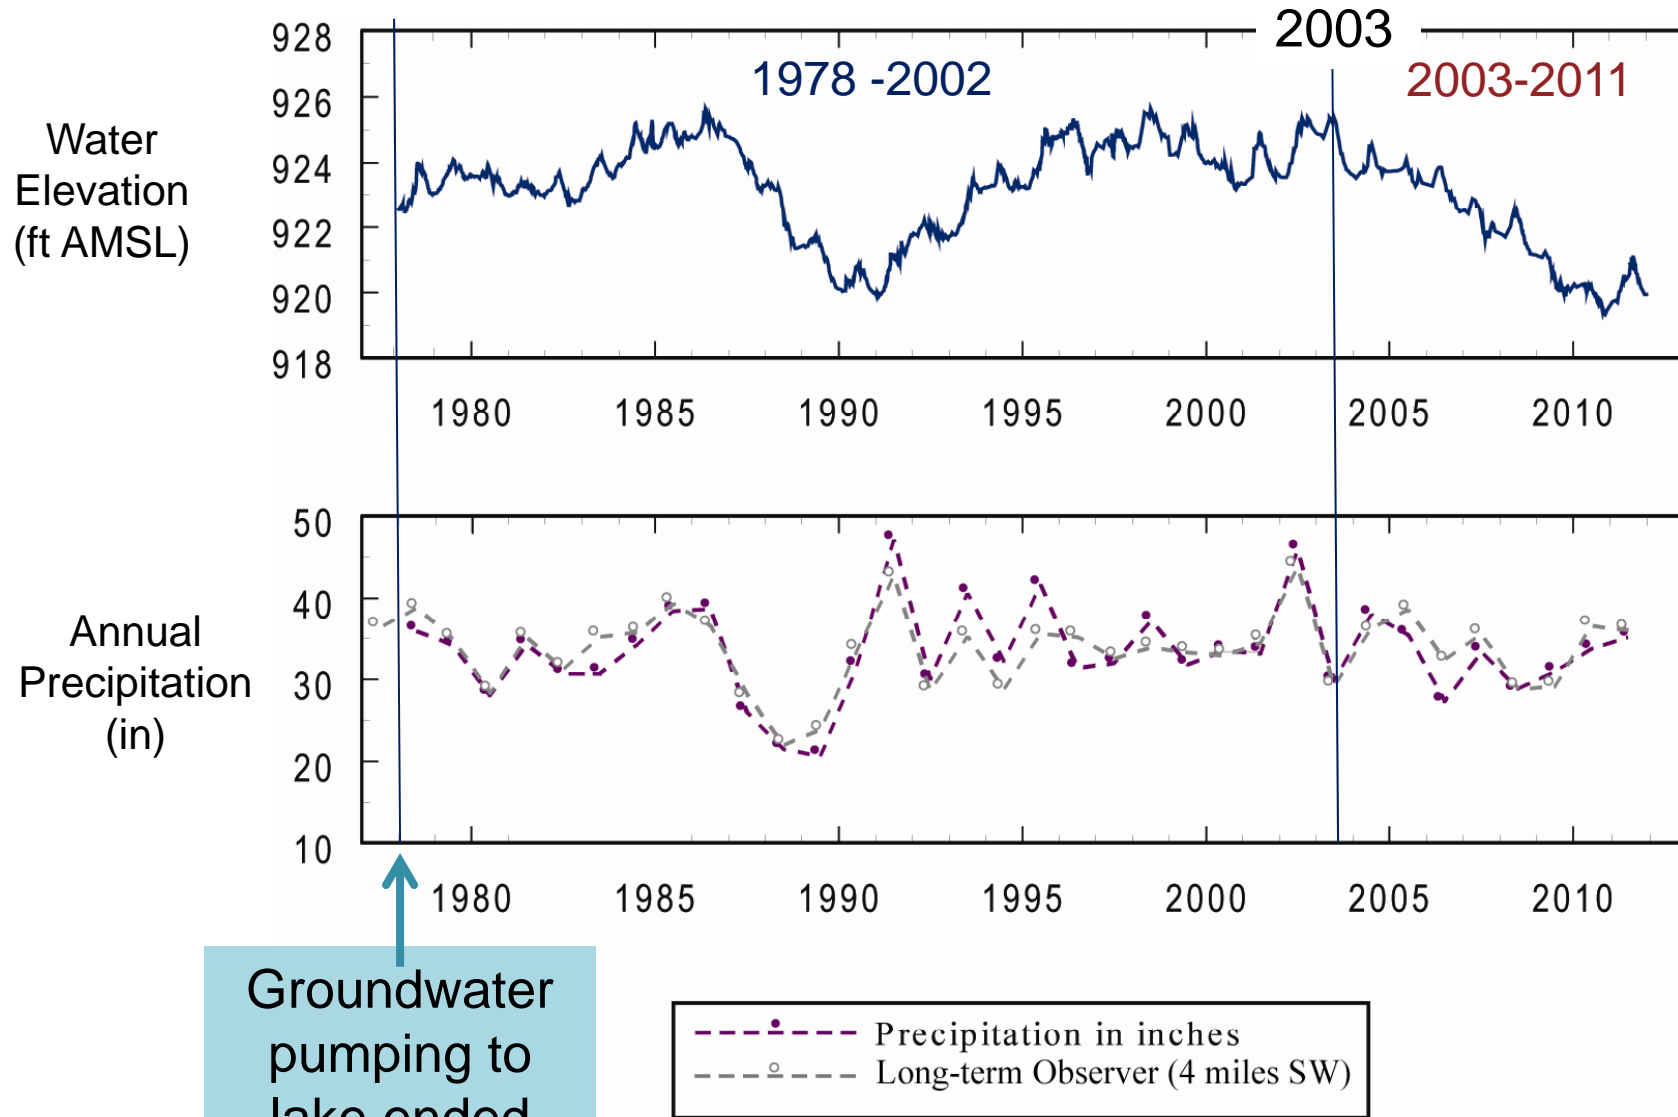 2003
928
1978 -2002
2003-2011
926
924
922
920
918
Water
Elevation
(ft AMSL)
1980 1985 1990 1995 2000 2005 2010
50
40
30
20
10
Annual
Precipitation
(in)
1980 1985 1990 1995 2000 2005 2010
Groundwater
pumping to
lake ended
Precipitation in inches
Long-term Observer (4 miles SW)